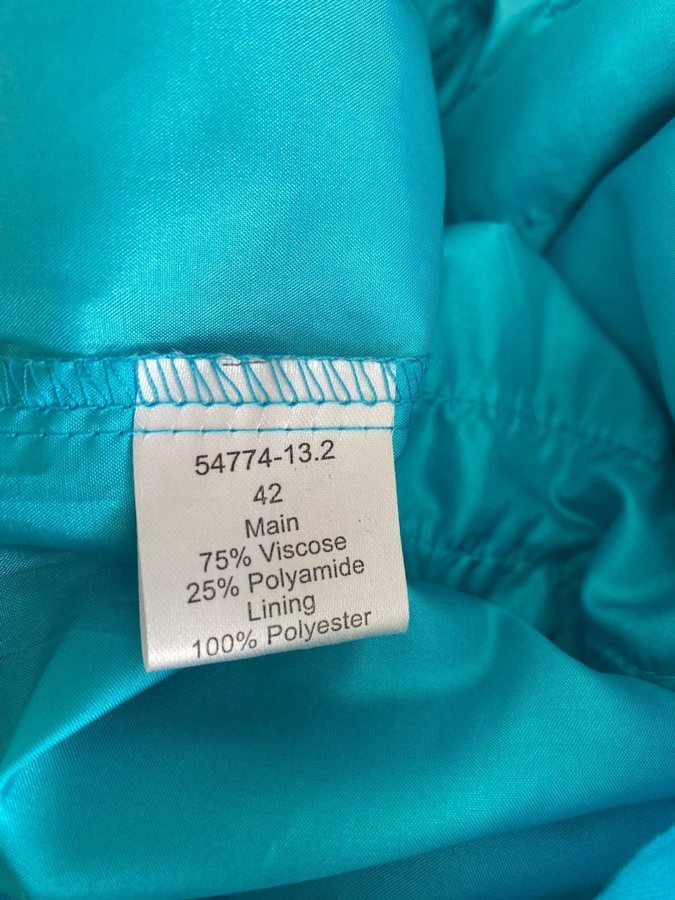 54774-13.2
42
Main
75% Viscose
25% Polyamide
Lining
100% Polyester